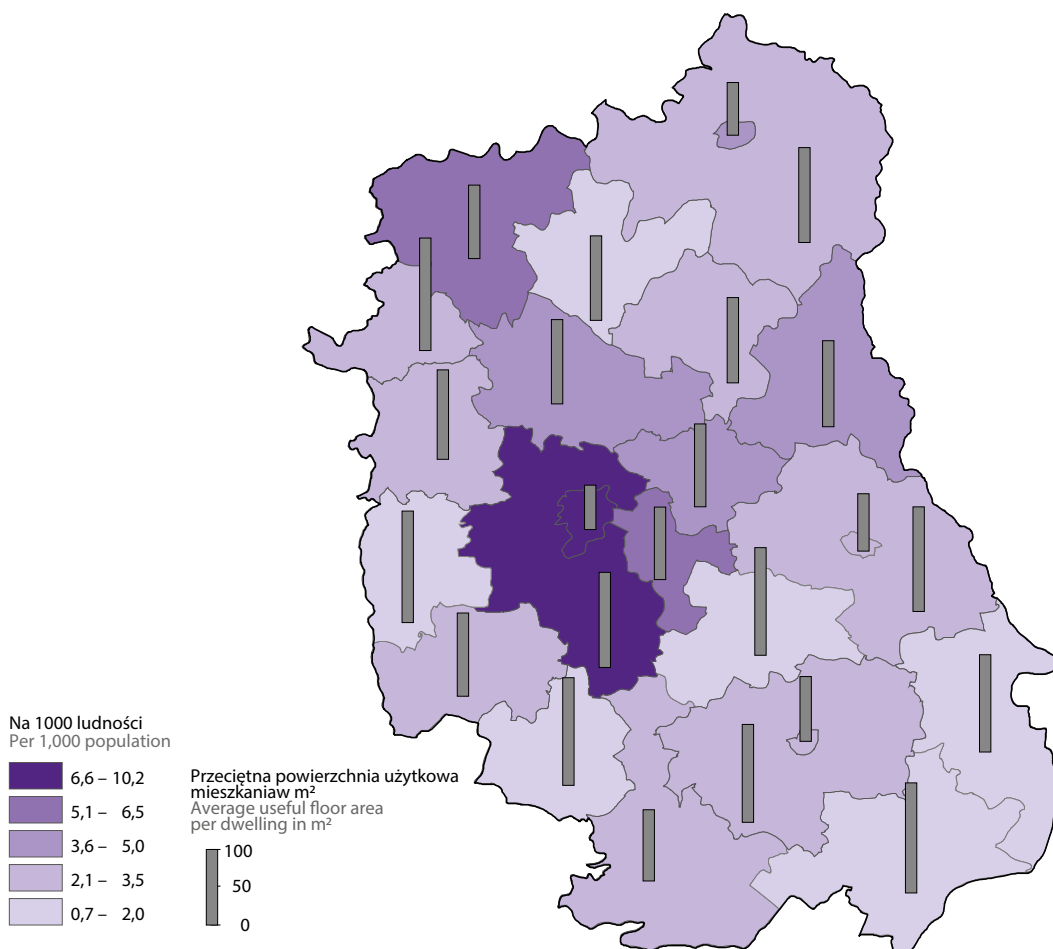 Na 1000 ludności
Per 1,000 population
6,6 – 10,2
5,1 – 6,5
3,6 – 5,0
2,1 – 3,5
0,7 – 2,0
Przeciętna powierzchnia użytkowa
mieszkaniaw m²
Average useful floor area
per dwelling in m²
100
50
0